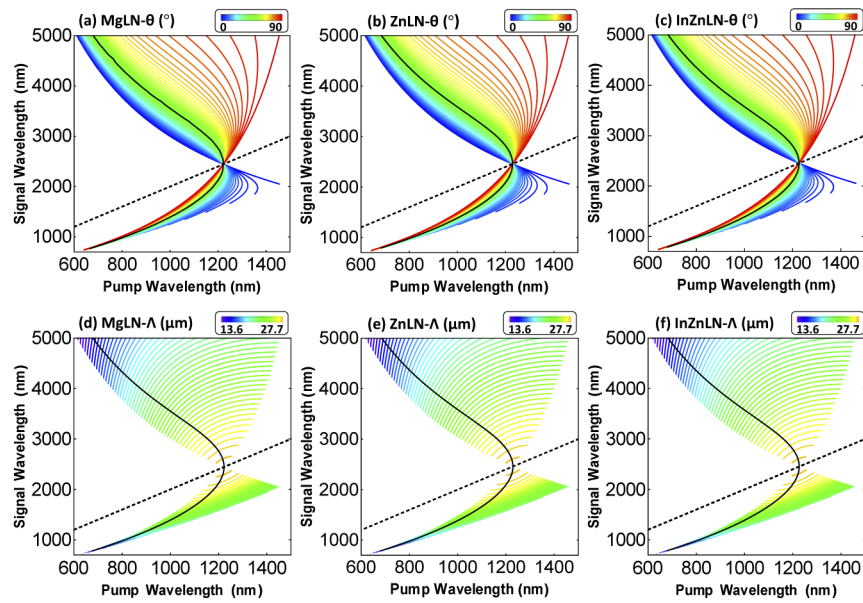 (a) MgLN-θ (°)
0 90
5000
4000
3000
2000
1000
600 800 1000 1200 1400
Signal Wavelength (nm)
Pump Wavelength (nm)
(b) ZnLN-θ (°)
0 90
5000
4000
3000
2000
1000
600 800 1000 1200 1400
Signal Wavelength (nm)
Pump Wavelength (nm)
(c) InZnLN-θ (°)
0 90
5000
4000
3000
2000
1000
600 800 1000 1200 1400
Signal Wavelength (nm)
Pump Wavelength (nm)
(d) MgLN-Λ (μm)
13.6 27.7
5000
4000
3000
2000
1000
600 800 1000 1200 1400
Signal Wavelength (nm)
Pump Wavelength (nm)
(e) ZnLN-Λ (μm)
13.6 27.7
5000
4000
3000
2000
1000
600 800 1000 1200 1400
Signal Wavelength (nm)
Pump Wavelength (nm)
(f) InZnLN-Λ (μm)
13.6 27.7
5000
4000
3000
2000
1000
600 800 1000 1200 1400
Signal Wavelength (nm)
Pump Wavelength (nm)